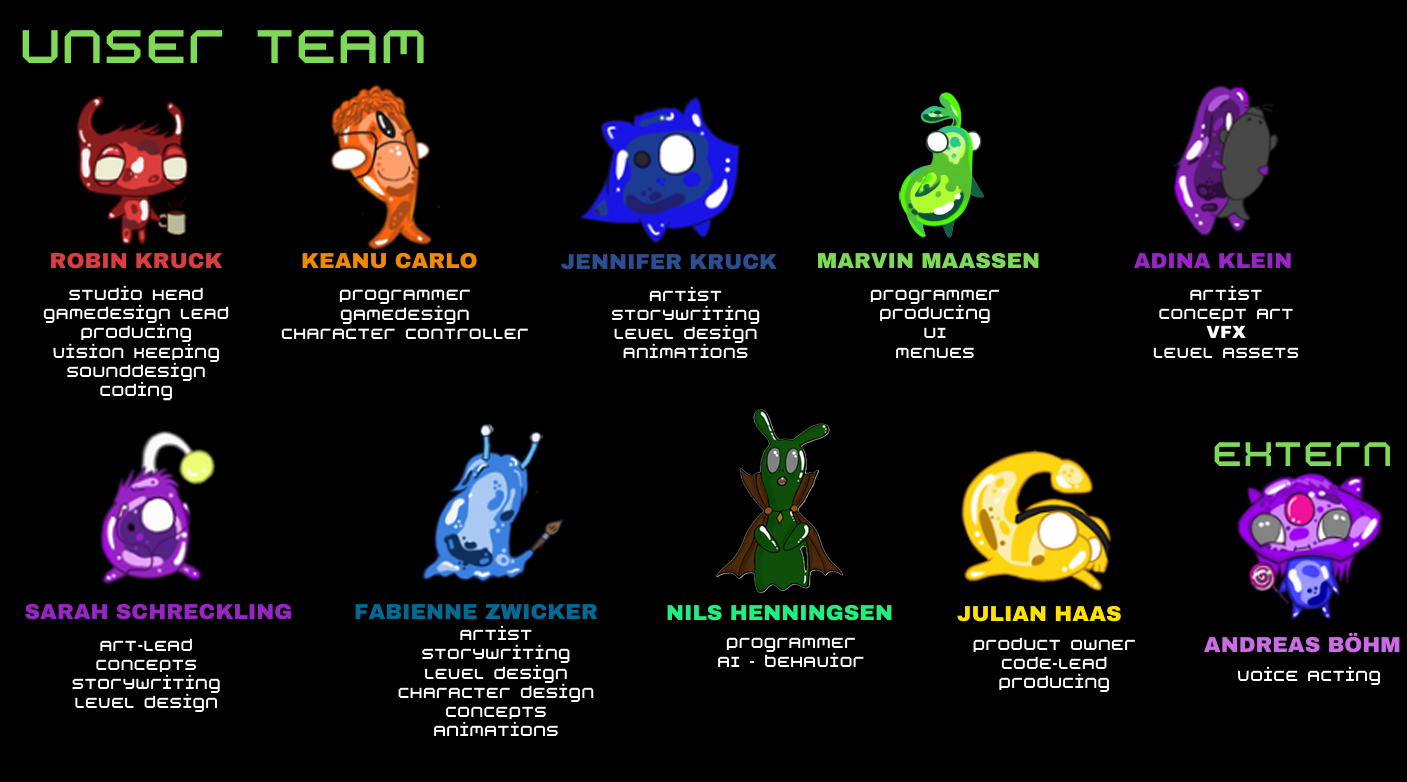 Unser Team
ROBIN KRUCK
Studio Head
Gamedesign Lead
Producing
Vision Keeping
Sounddesign
Coding
KEANU CARLO
Programmer
Gamedesign
Character Controller
JENNIFER KRUCK
Artist
Storywriting
Level Design
Animations
MARVIN MAASSEN
Programmer
Producing
UI
Menues
ADINA KLEIN
Artist
Concept Art
VFX
Level Assets
SARAH SCHRECKLING
Art-Lead
Concepts
Storywriting
Level Design
FABIENNE ZWICKER
Artist
Storywriting
Level Design
Character Design
Concepts
Animations
NILS HENNINGSEN
Programmer
AI - Behavior
JULIAN HAAS
Product Owner
Code-Lead
Producing
Extern
ANDREAS BÖHM
Voice Acting